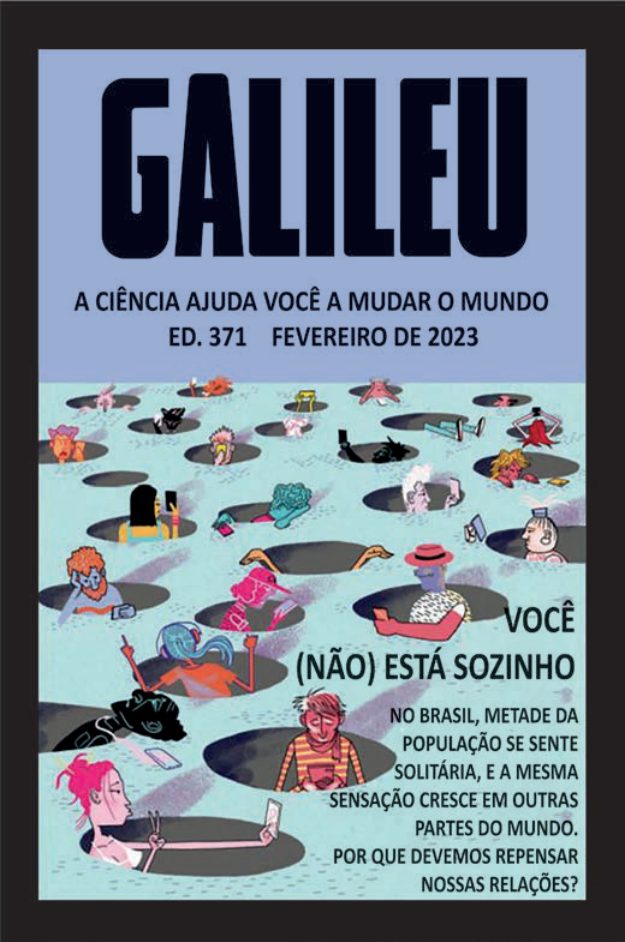 GALILEU
A CIÊNCIA AJUDA VOCÊ A MUDAR O MUNDO
ED. 371 FEVEREIRO DE 2023
VOCÊ
(NÃO) ESTÁ SOZINHO
NO BRASIL, METADE DA
POPULAÇÃO SE SENTE
SOLITÁRIA, E A MESMA
SENSAÇÃO CRESCE EM OUTRAS
PARTES DO MUNDO.
POR QUE DEVEMOS REPENSAR
NOSSAS RELAÇÕES?